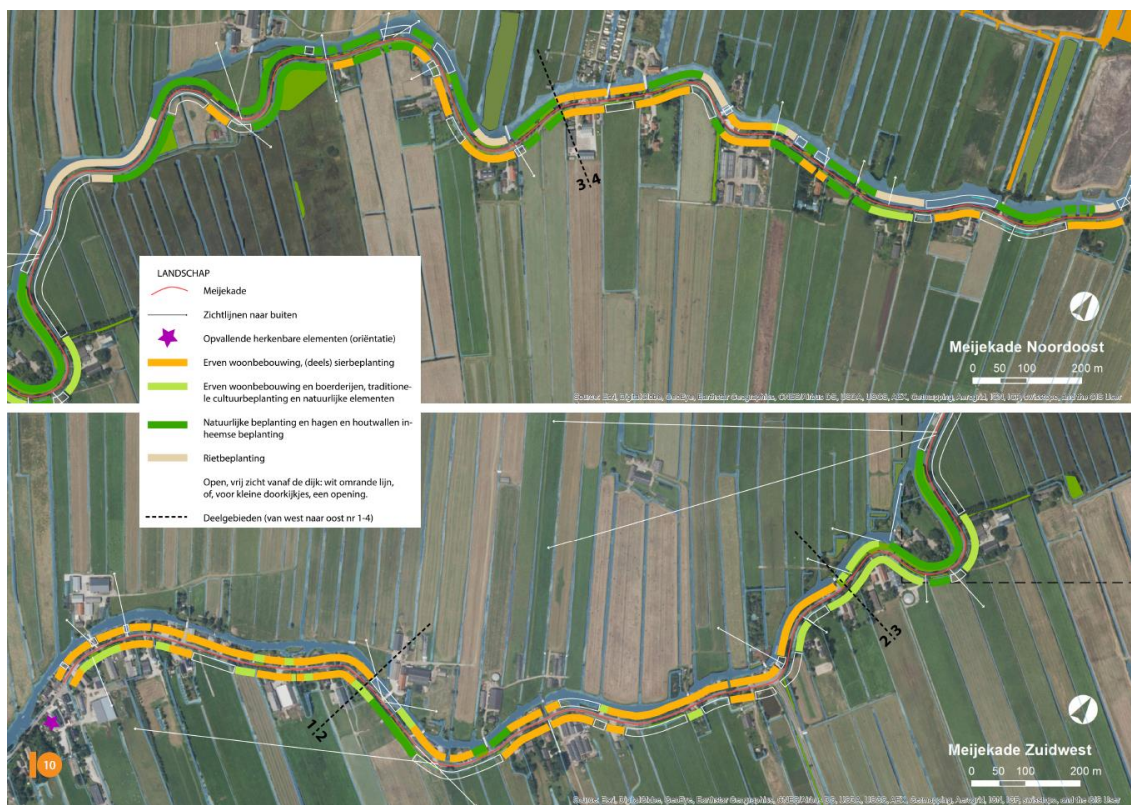 3:4
LANDSCHAP
Meijekade
Zichtlijnen naar buiten
Opvallende herkenbare elementen (oriëntatie)
Erven woonbebouwing, (deels) sierbeplanting
Erven woonbebouwing en boerderijen, traditione-
le cultuurbeplanting en natuurlijke elementen
Natuurlijke beplanting en hagen en houtwallen in-
heemse beplanting
Rietbeplanting
Open, vrij zicht vanaf de dijk: wit omrande lijn,
of, voor kleine doorkijkjes, een opening.
Deelgebieden (van west naar oost nr 1-4)
Meijekade Noordoost
0 50 100 200 m
2:3
1:2
10
Meijekade Zuidwest
0 50 100 200 m